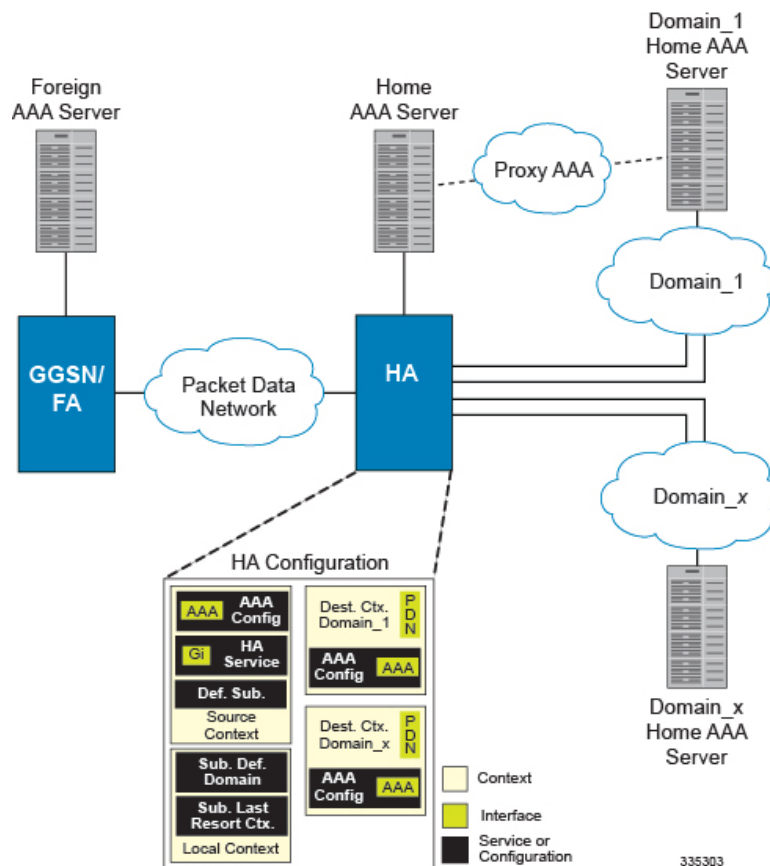 Domain_1
Home AAA
Server
Foreign
AAA Server
Home
AAA Server
Proxy AAA
Domain_1
GGSN/
FA
Packet Data
Network
HA
Domain_x
HA Configuration
AAA
AAA
Config
Gi
HA
Service
Def. Sub.
Source
Context
Sub. Def.
Domain
Sub. Last
Resort Ctx.
Local Context
Dest. Ctx.
Domain_1
PDN
AAA
Config
AAA
Dest. Ctx.
Domain_x
PDN
AAA
Config
AAA
Domain_x
Home AAA
Server
Context
Interface
Service or
Configuration
335303